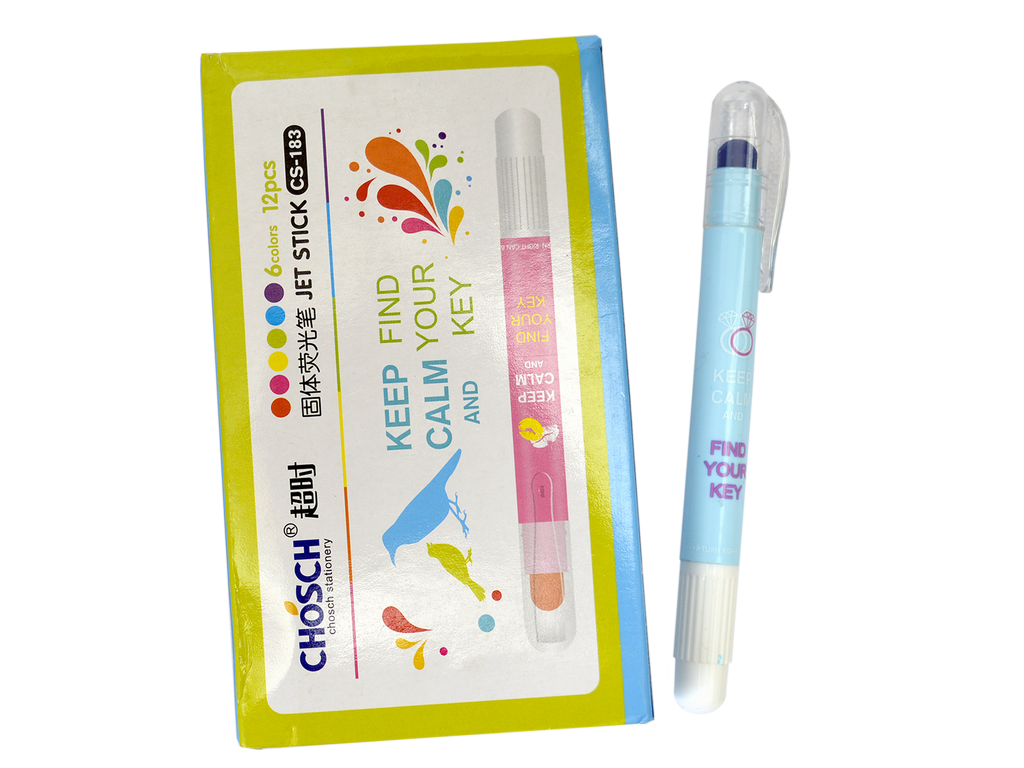 CHOSCH® 超时
chosch stationery
6colors 12pcs
固体荧光笔 JET STICK CS-183
KEEP FIND
CALM YOUR
AND KEY
KEEP
CALM
AND
FIND
YOUR
KEY
KEEP
CALM
AND
FIND
YOUR
KEY